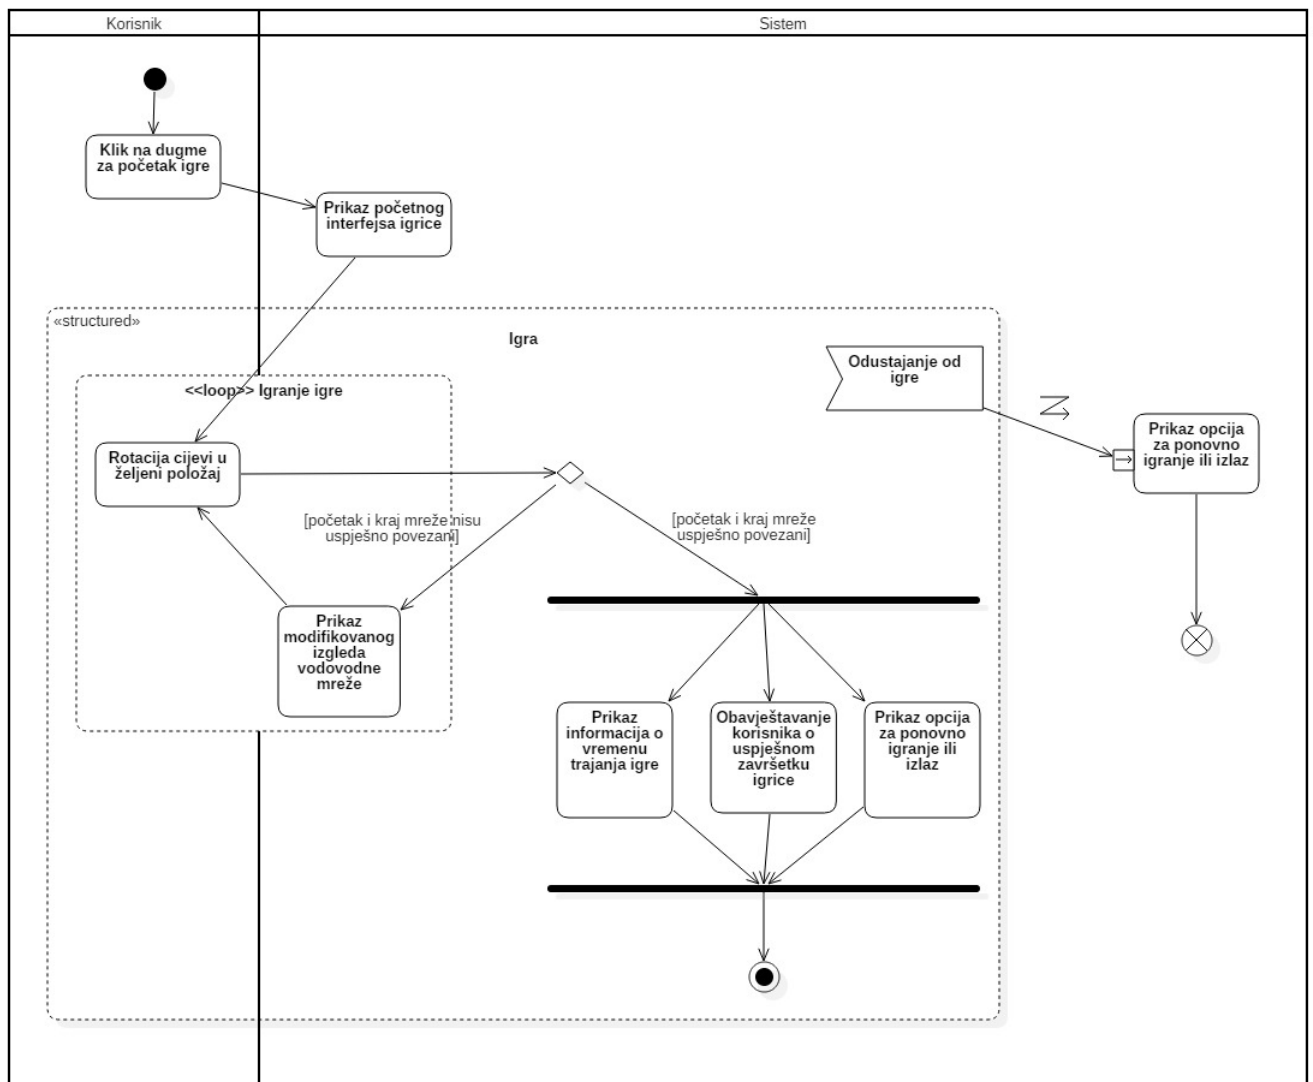 Korisnik
Sistem
Klik na dugme
za početak igre
Prikaz početnog
interfejsa igrice
«structured»
Igra
Odustajanje od
igre
<<loop>> Igranje igre
Prikaz opcija
za ponovno
igranje ili izlaz
Rotacija cijevi u
željeni položaj
[početak i kraj mreže nisu
uspješno povezani]
[početak i kraj mreže
uspješno povezani]
Prikaz
modifikovanog
izgleda
vodovodne
mreže
Prikaz
informacija o
vremenu
trajanja igre
Obavještavanje
korisnika o
uspješnom
završetku
igrice
Prikaz opcija
za ponovno
igranje ili
izlaz